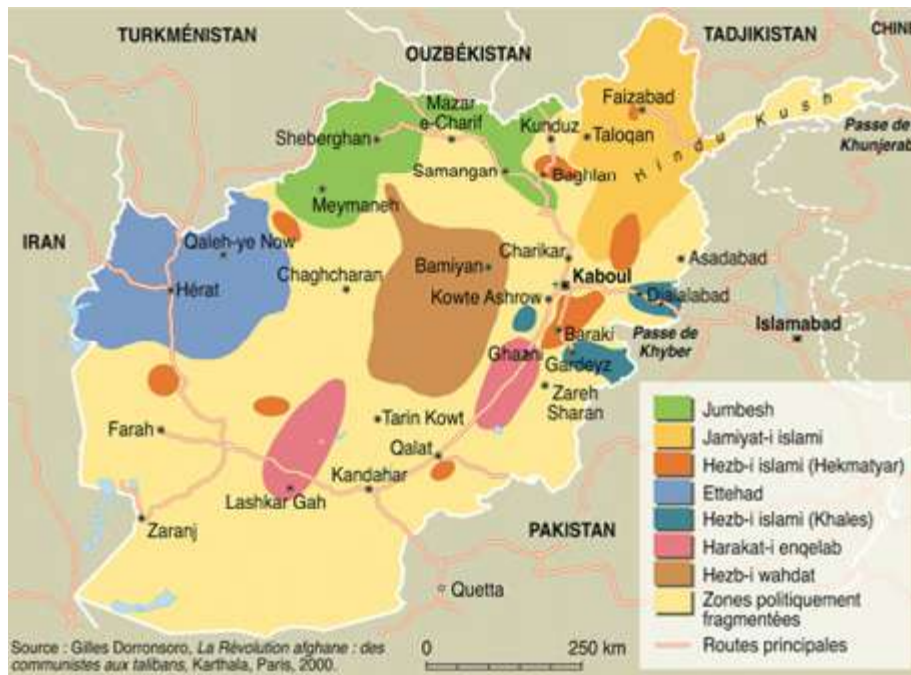 TURKMÉNISTAN
OUZBÉKISTAN
TADJIKISTAN
CHINE
Mazar
e-Charif
Faizabad
Kunduz
Taloqan
Hindu Kush
Passe de
Khunjerab
Sheberghan
Samangan
Baghlan
Meymaneh
IRAN
Qaleh-ye Now
Charikar
Asadabad
Chaghcharan
Bamiyan
Kaboul
Hérat
Kowte Ashrow
Djalalabad
Islamabad
Baraki
Passe de
Khyber
Ghazni
Gardeyz
Zareh
Sharan
Farah
Tarin Kowt
Qalat
Kandahar
Lashkar Gah
Zaranj
PAKISTAN
Quetta
Jumbesh
Jamiyat-i islami
Hezb-i islami (Hekmatyar)
Ettehad
Hezb-i islami (Khales)
Harakat-i enqelab
Hezb-i wahdat
Zones politiquement
fragmentées
Routes principales
Source : Gilles Dorronsoro, La Révolution afghane : des
communistes aux talibans, Karthala, Paris, 2000.
0 250 km